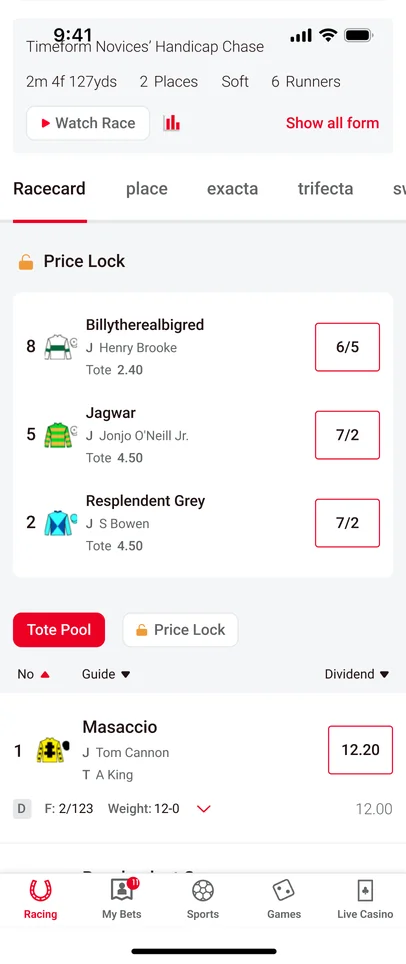 9:41
Timeform Novices' Handicap Chase
2m 4f 127yds 2 Places Soft 6 Runners
Watch Race Show all form
Racecard place exacta trifecta sw
Price Lock
Billytherealbigred
8 J Henry Brooke 6/5
Tote 2.40
Jagwar
5 J Jonjo O'Neill Jr. 7/2
Tote 4.50
Resplendent Grey
2 J S Bowen 7/2
Tote 4.50
Tote Pool Price Lock
No Guide Dividend
Masaccio
1 J Tom Cannon 12.20
T A King
D F: 2/123 Weight: 12-0 12.00
11
Racing My Bets Sports Games Live Casino